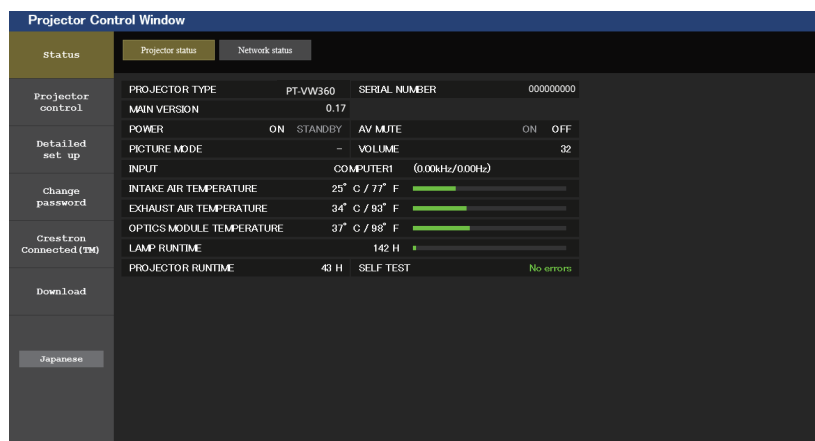 Projector Control Window
Status
Projector status
Network status
Projector
control
Detailed
set up
Change
password
Crestron
Connected(TM)
Download
Japanese
PROJECTOR TYPE PT-VW360 SERIAL NUMBER 000000000
MAIN VERSION 0.17
POWER ON STANDBY AV MUTE ON OFF
PICTURE MODE – VOLUME 32
INPUT COMPUTER1 (0.00kHz/0.00Hz)
INTAKE AIR TEMPERATURE 25° C / 77° F
EXHAUST AIR TEMPERATURE 34° C / 93° F
OPTICS MODULE TEMPERATURE 37° C / 98° F
LAMP RUNTIME 142 H
PROJECTOR RUNTIME 43 H SELF TEST No errors